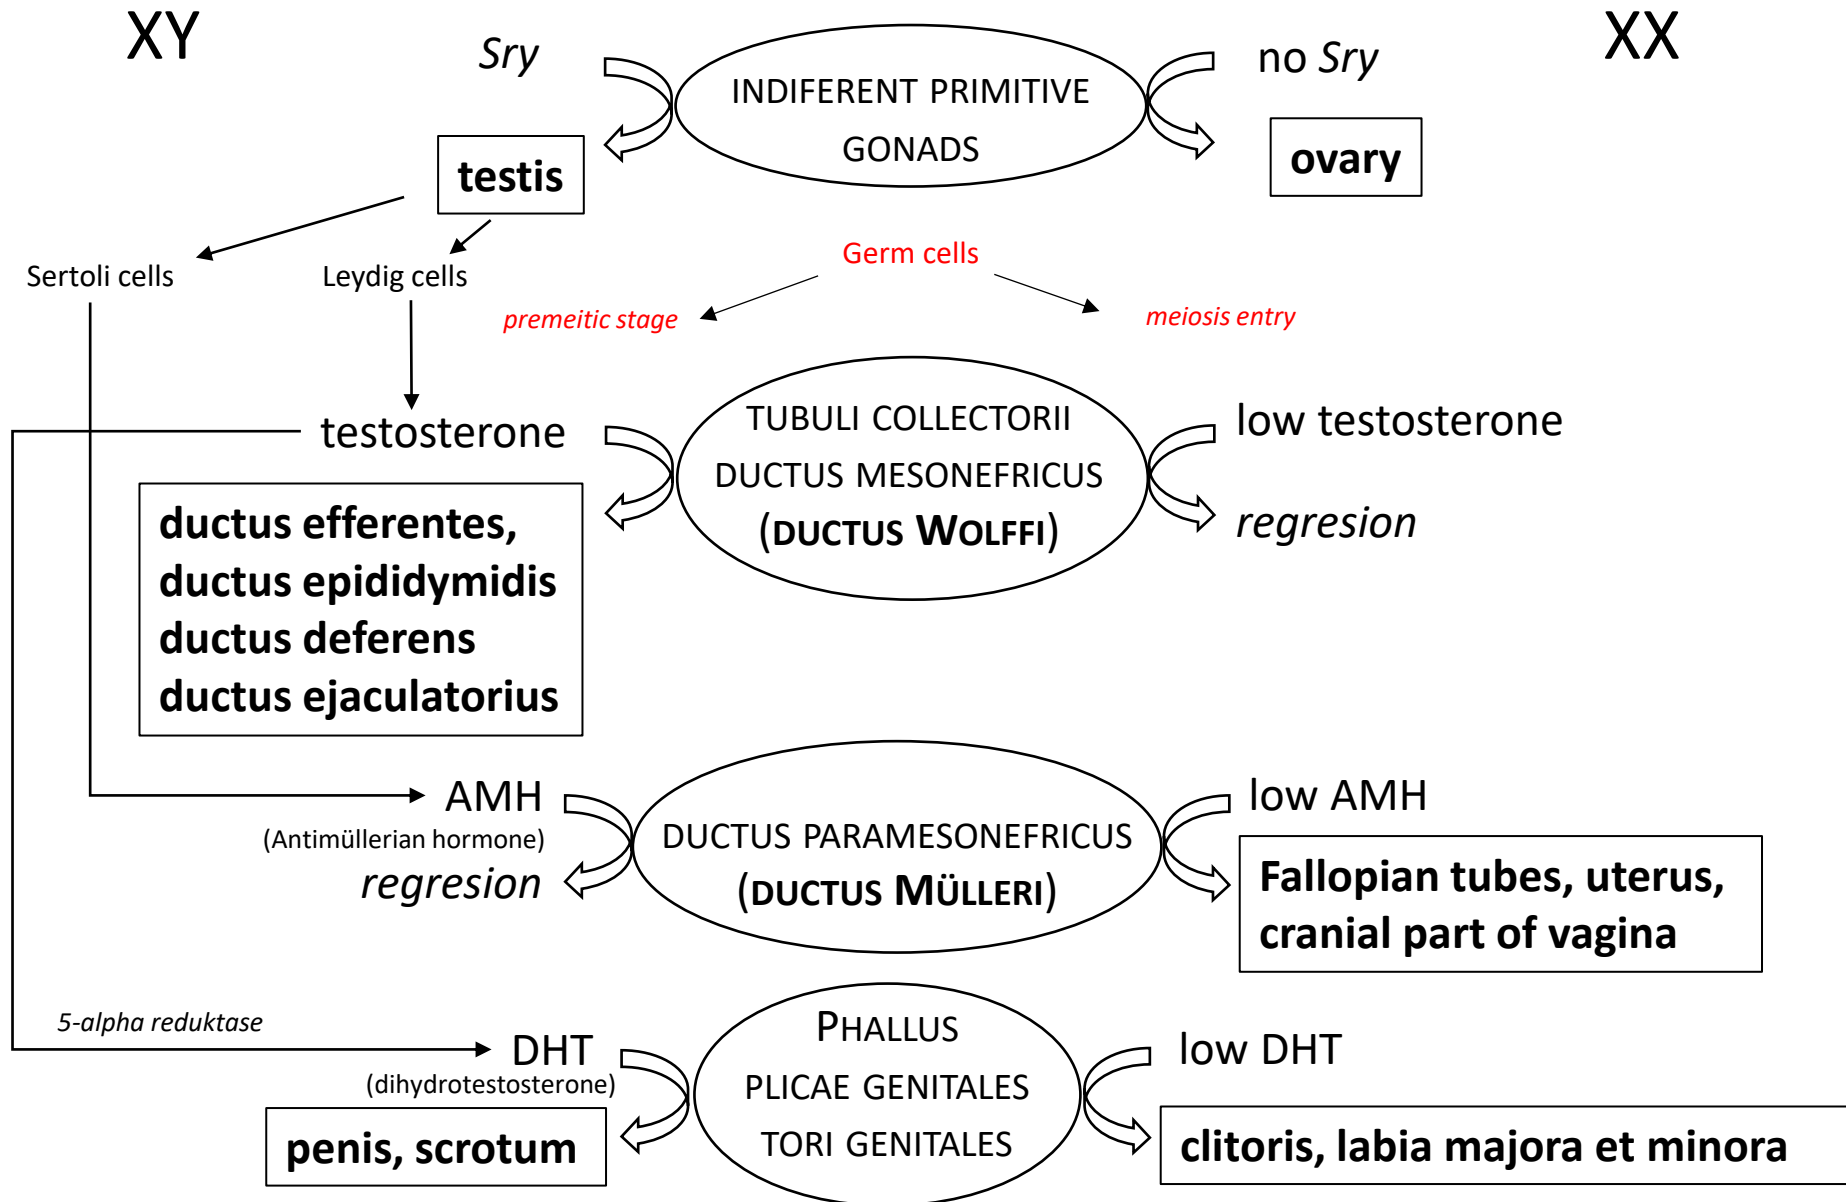 XY
XX
Sry
no Sry
INDIFERENT PRIMITIVE
GONADS
testis
ovary
Germ cells
Sertoli cells
Leydig cells
premeitic stage
meiosis entry
testosterone
TUBULI COLLECTORII
DUCTUS MESONEFRICUS
(DUCTUS WOLFFI)
low testosterone
regresion
ductus efferentes,
ductus epididymidis
ductus deferens
ductus ejaculatorius
AMH
(Antimüllerian hormone)
regresion
DUCTUS PARAMESONEFRICUS
(DUCTUS MÜLLERI)
low AMH
Fallopian tubes, uterus,
cranial part of vagina
5-alpha reduktase
DHT
(dihydrotestosterone)
penis, scrotum
PHALLUS
PLICAE GENITALES
TORI GENITALES
low DHT
clitoris, labia majora et minora